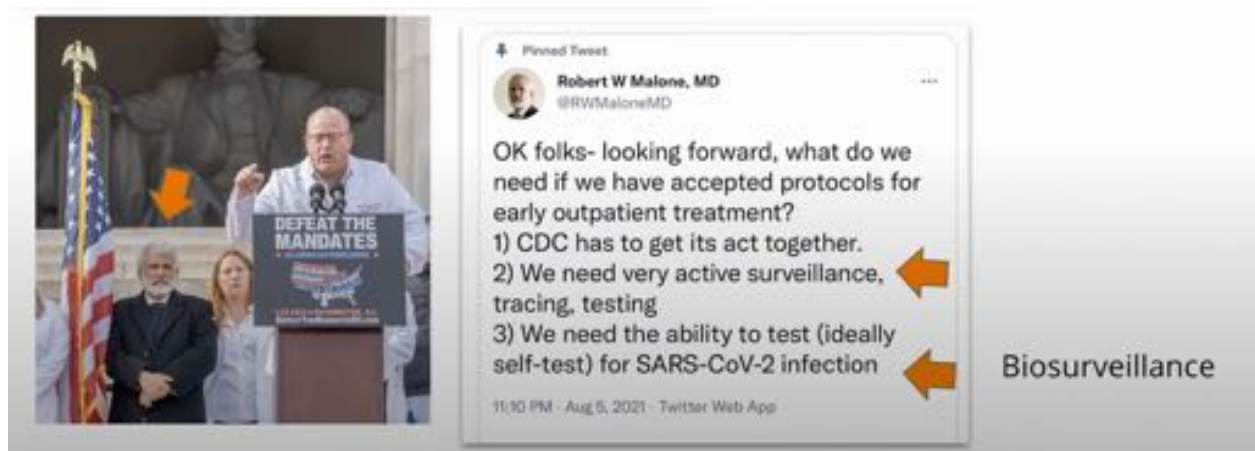 DEFEAT THE
MANDATES
Pinned Tweet
Robert W Malone, MD
@RWMaloneMD
OK folks- looking forward, what do we
need if we have accepted protocols for
early outpatient treatment?
1) CDC has to get its act together.
2) We need very active surveillance,
tracing, testing
3) We need the ability to test (ideally
self-test) for SARS-CoV-2 infection
11:10 PM · Aug 5, 2021 · Twitter Web App
Biosurveillance